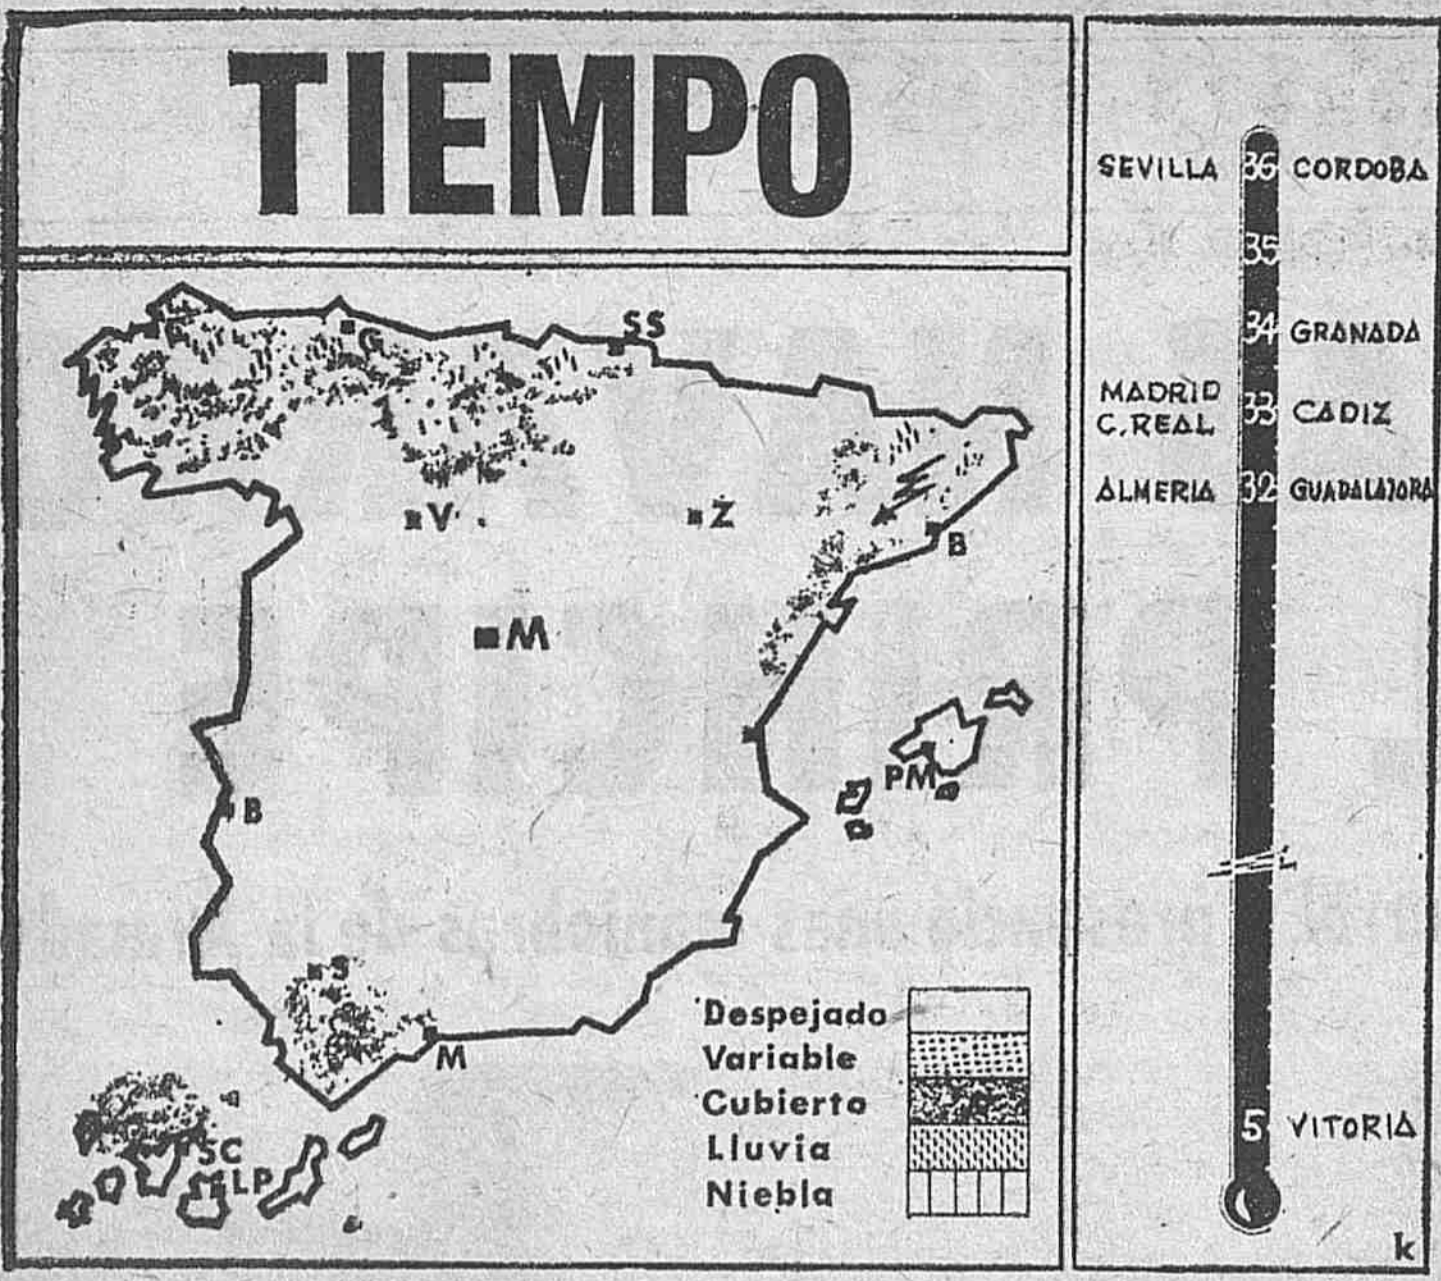 TIEMPO
C
G
SS
V
Z
B
M
PM
B
S
M
SC
LP
Despejado
Variable
Cubierto
Lluvia
Niebla
SEVILLA 36 CORDOBA
35
34 GRANADA
MADRID
C. REAL 33 CADIZ
ALMERIA 32 GUADALAJARA
5 VITORIA
k